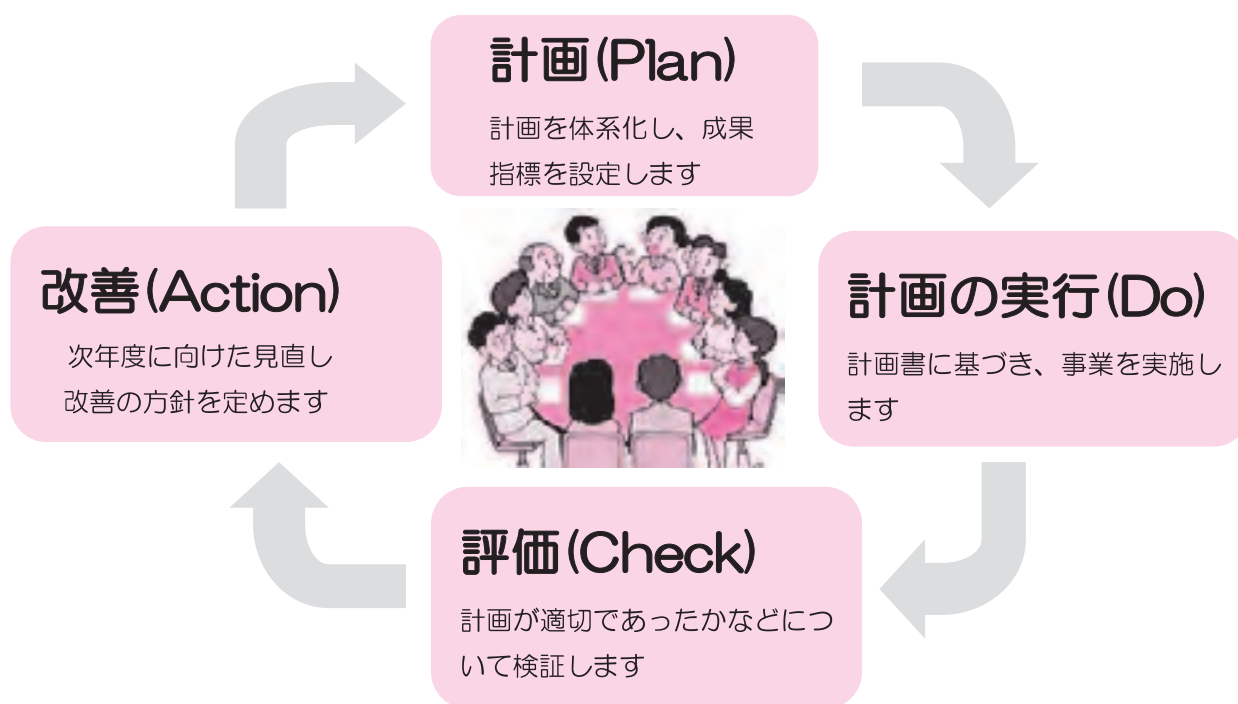 計画(Plan)
計画を体系化し、成果
指標を設定します
計画の実行(Do)
計画書に基づき、事業を実施し
ます
評価(Check)
計画が適切であったかなどにつ
いて検証します
改善(Action)
次年度に向けた見直し
改善の方針を定めます